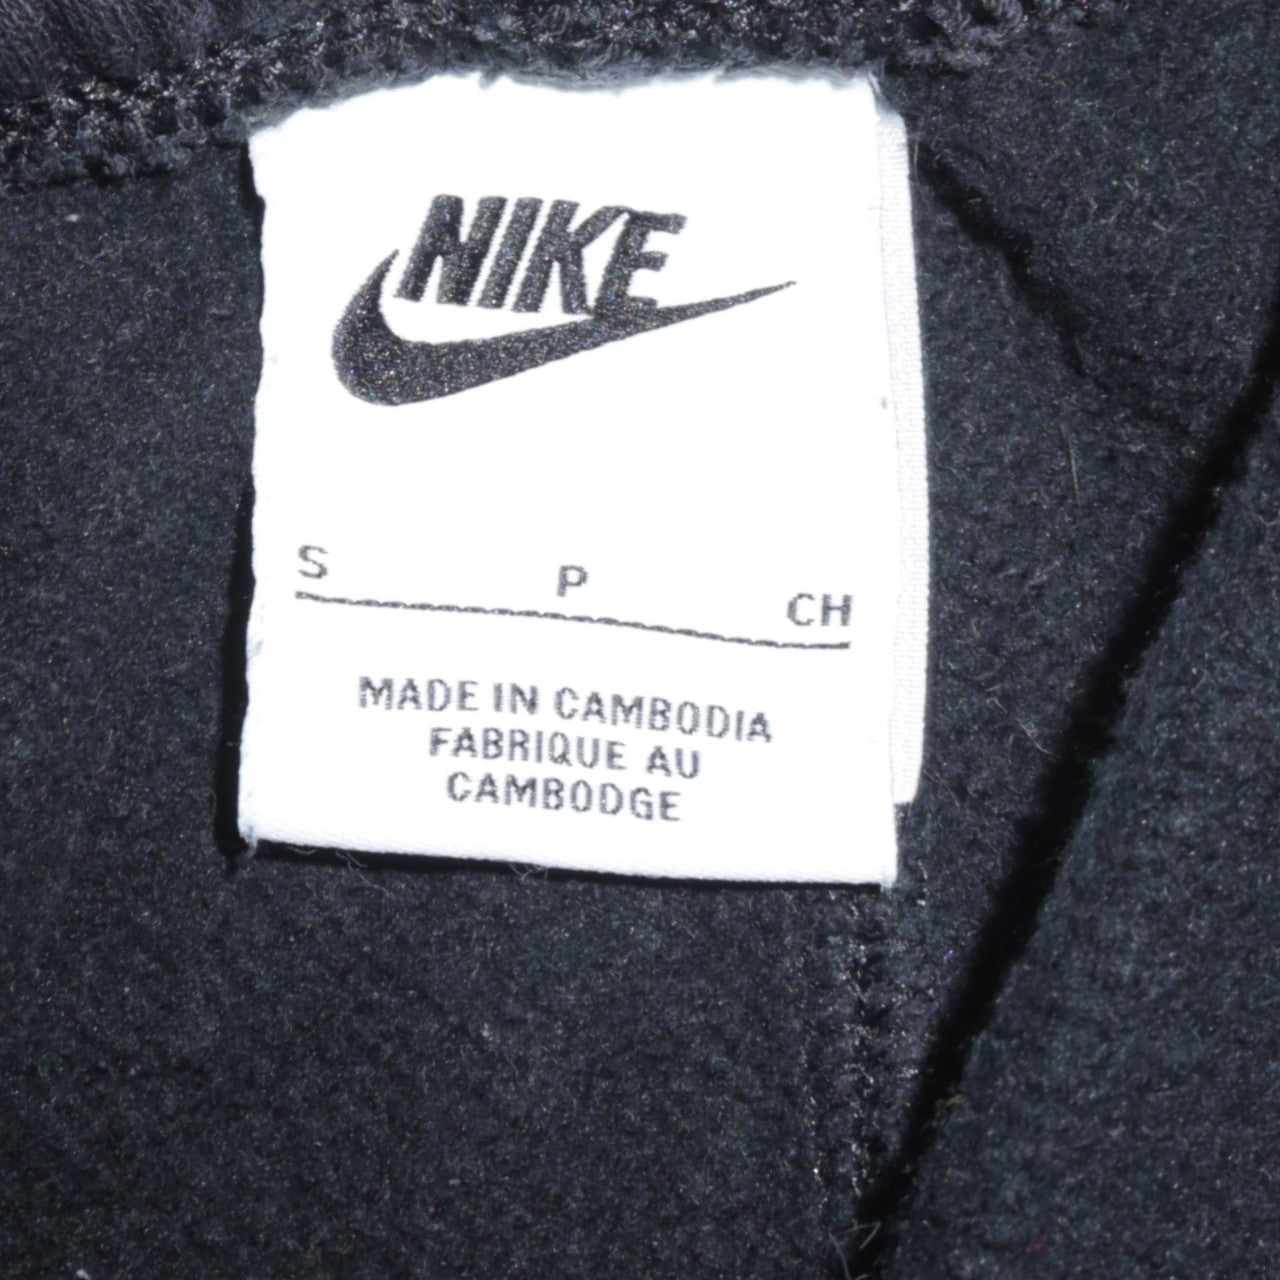 NIKE
S P CH
MADE IN CAMBODIA
FABRIQUE AU
CAMBODGE